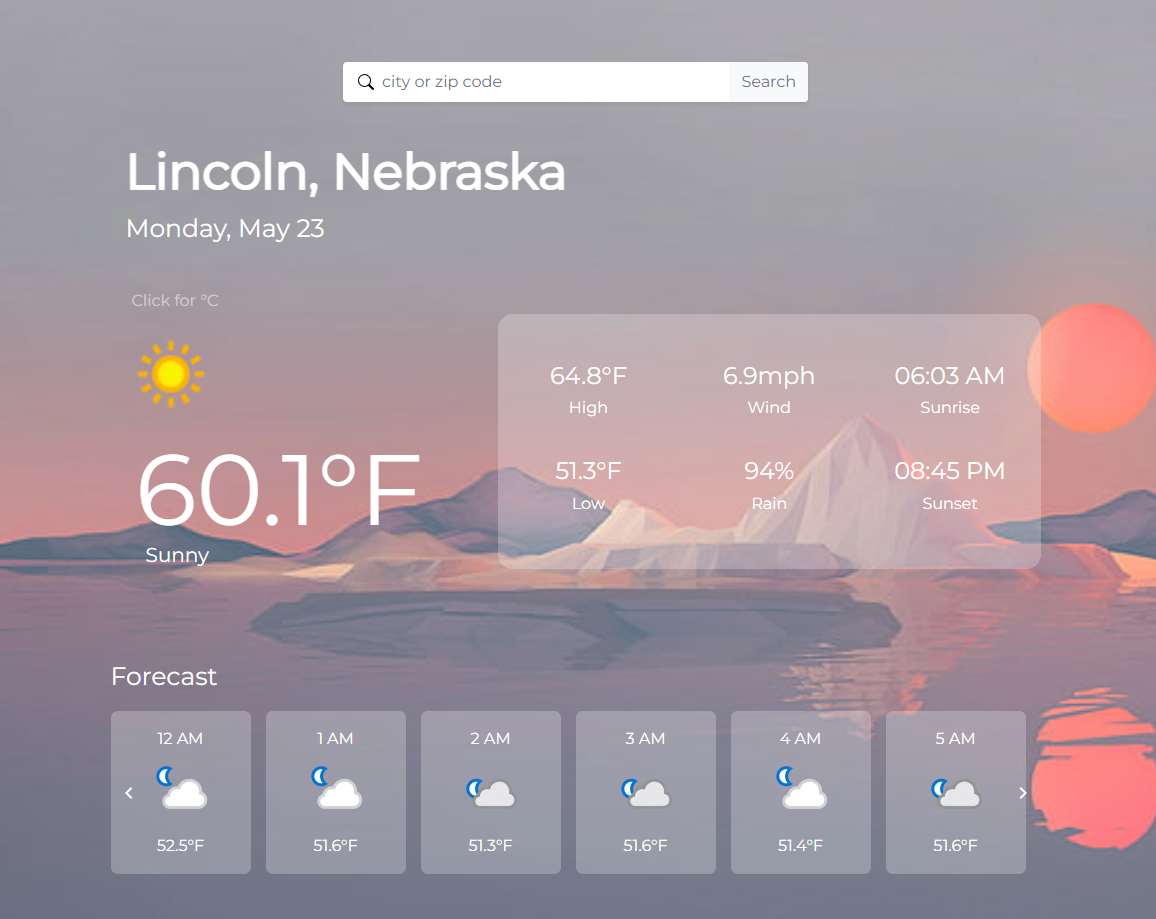 city or zip code
Search
Lincoln, Nebraska
Monday, May 23
Click for °C
60.1°F
Sunny
64.8°F
High
6.9mph
Wind
06:03 AM
Sunrise
51.3°F
Low
94%
Rain
08:45 PM
Sunset
Forecast
12 AM
52.5°F
1 AM
51.6°F
2 AM
51.3°F
3 AM
51.6°F
4 AM
51.4°F
5 AM
51.6°F